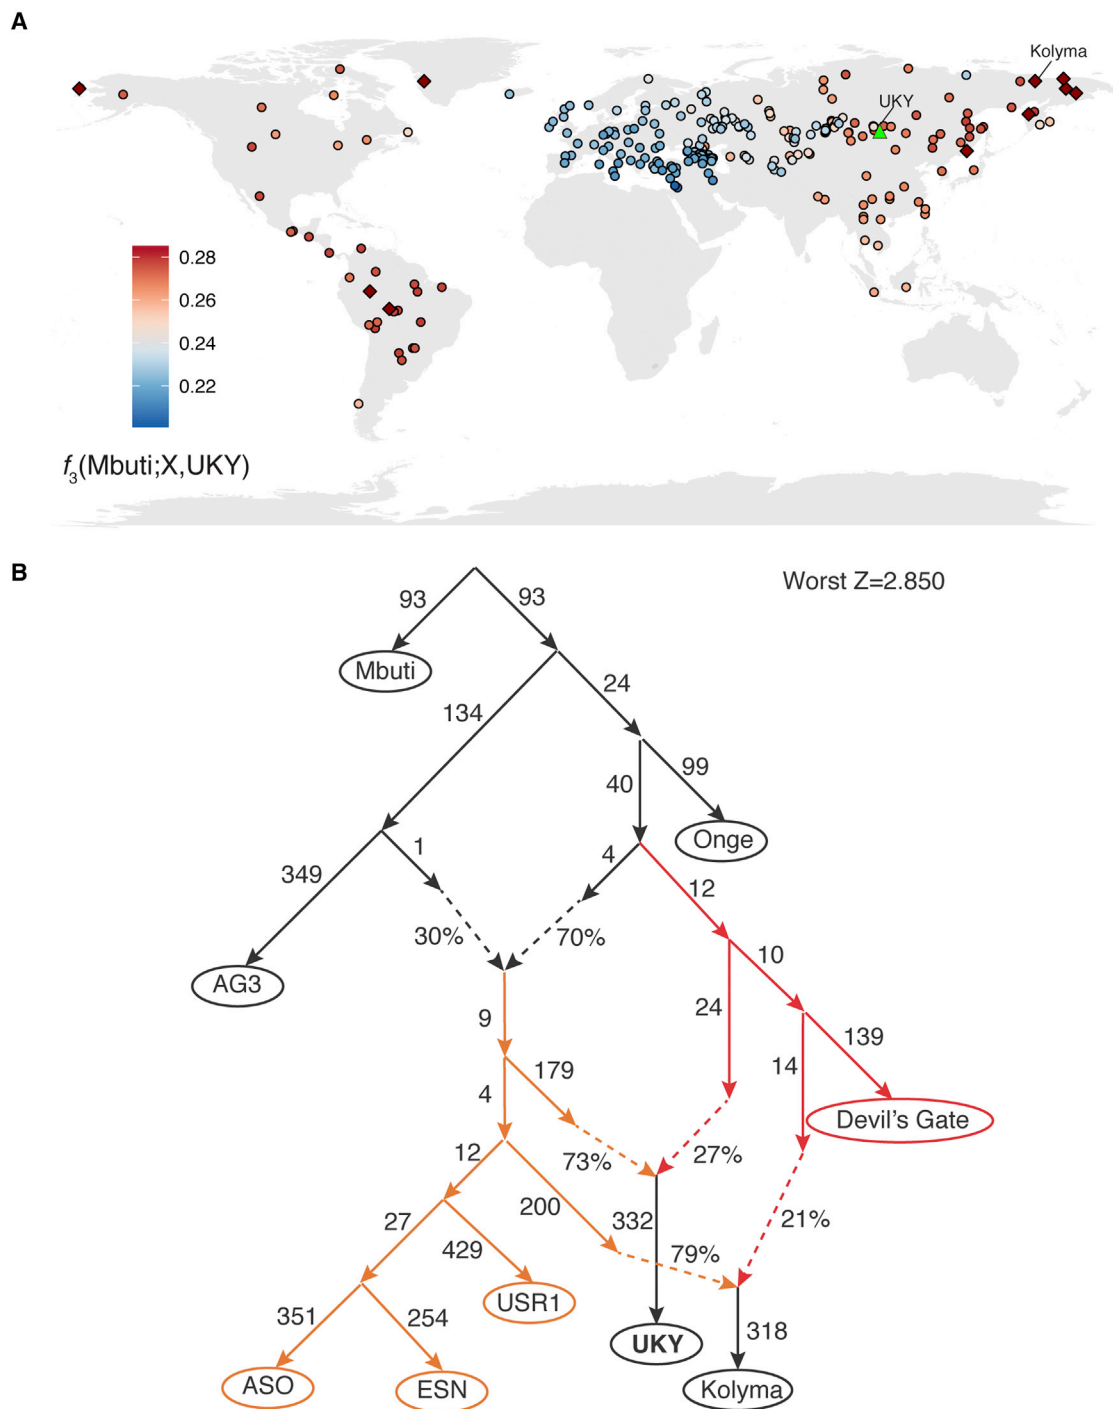 A
Kolyma
UKY
0.28
0.26
0.24
0.22
f3(Mbuti;X,UKY)
B
Worst Z=2.850
93
93
Mbuti
24
134
99
40
Onge
1
4
349
12
30%
70%
10
AG3
24
9
139
14
179
4
Devil's Gate
12
73%
27%
200
332
21%
27
429
79%
USR1
351
254
318
UKY
ASO
ESN
Kolyma